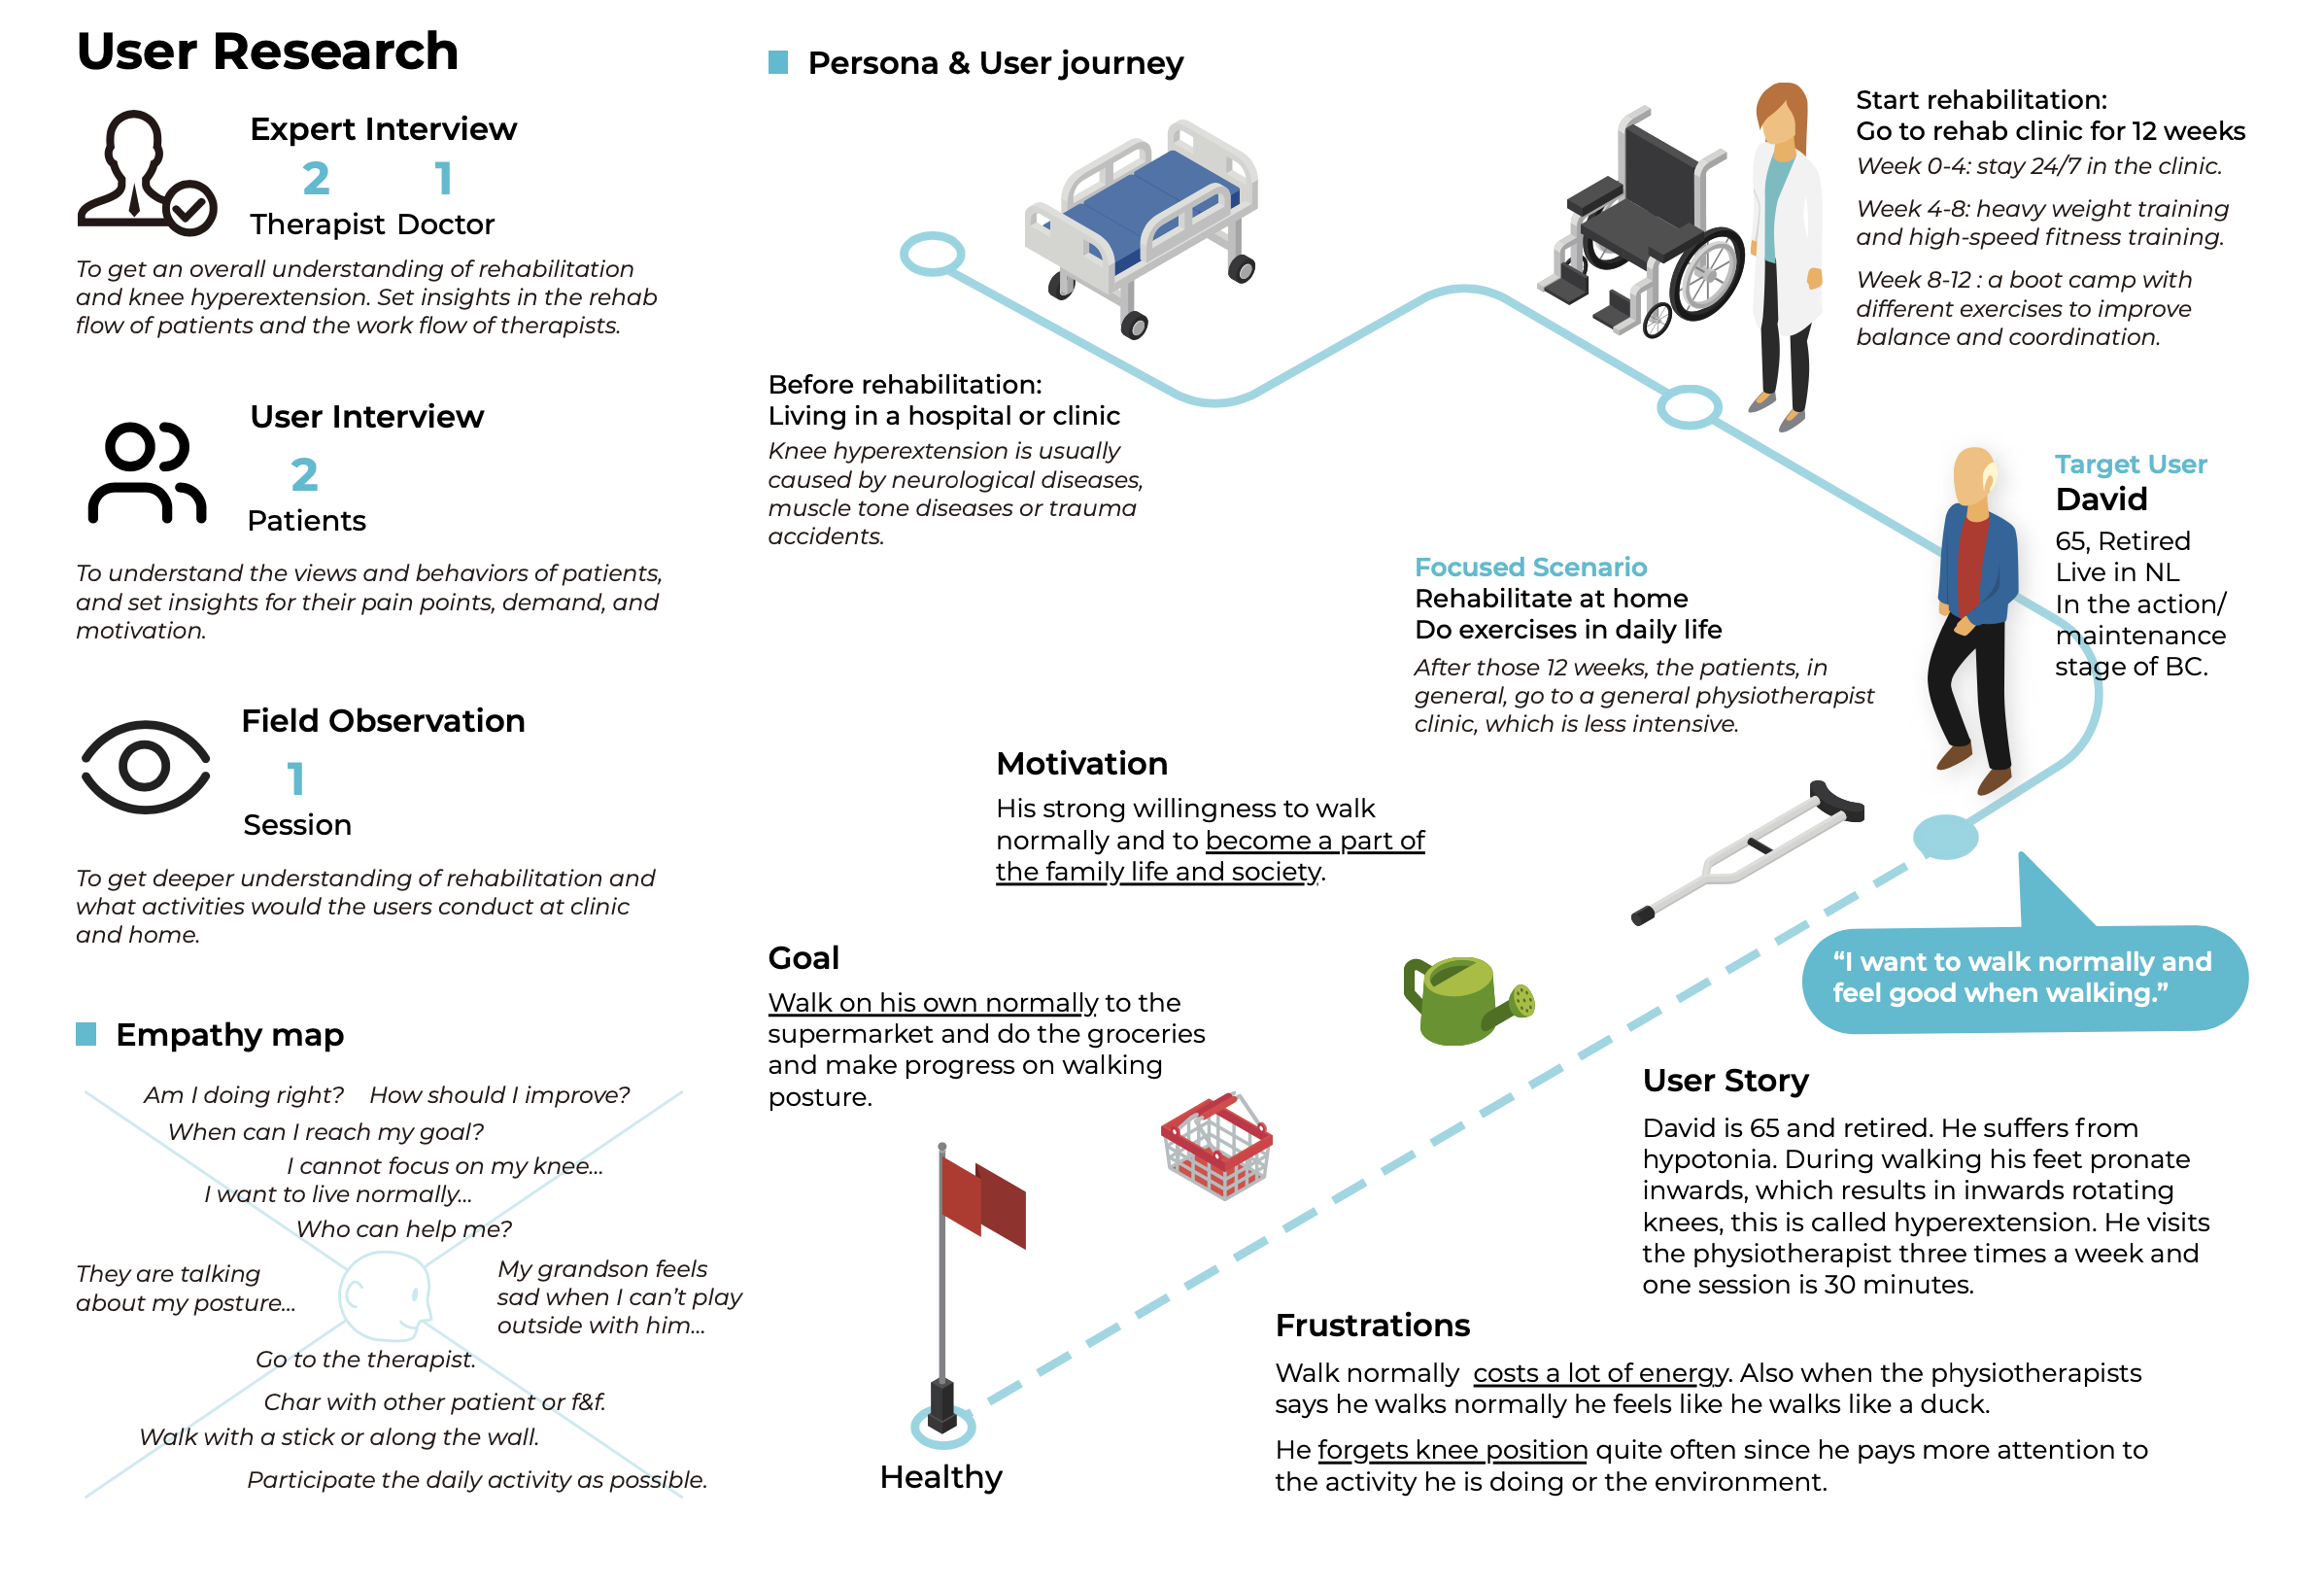 User Research
Expert Interview
2 1
Therapist Doctor
To get an overall understanding of rehabilitation
and knee hyperextension. Set insights in the rehab
flow of patients and the work flow of therapists.
User Interview
2
Patients
To understand the views and behaviors of patients,
and set insights for their pain points, demand, and
motivation.
Field Observation
1
Session
To get deeper understanding of rehabilitation and
what activities would the users conduct at clinic
and home.
Empathy map
Am I doing right? How should I improve?
When can I reach my goal?
I cannot focus on my knee...
I want to live normally...
Who can help me?
They are talking
about my posture...
My grandson feels
sad when I can't play
outside with him...
Go to the therapist.
Char with other patient or f&f.
Walk with a stick or along the wall.
Participate the daily activity as possible.
Persona & User journey
Before rehabilitation:
Living in a hospital or clinic
Knee hyperextension is usually
caused by neurological diseases,
muscle tone diseases or trauma
accidents.
Start rehabilitation:
Go to rehab clinic for 12 weeks
Week 0-4: stay 24/7 in the clinic.
Week 4-8: heavy weight training
and high-speed fitness training.
Week 8-12 : a boot camp with
different exercises to improve
balance and coordination.
Target User
David
65, Retired
Live in NL
In the action/
maintenance
stage of BC.
Focused Scenario
Rehabilitate at home
Do exercises in daily life
After those 12 weeks, the patients, in
general, go to a general physiotherapist
clinic, which is less intensive.
Motivation
His strong willingness to walk
normally and to become a part of
the family life and society.
Goal
Walk on his own normally to the
supermarket and do the groceries
and make progress on walking
posture.
“I want to walk normally and
feel good when walking.”
User Story
David is 65 and retired. He suffers from
hypotonia. During walking his feet pronate
inwards, which results in inwards rotating
knees, this is called hyperextension. He visits
the physiotherapist three times a week and
one session is 30 minutes.
Frustrations
Walk normally costs a lot of energy. Also when the physiotherapists
says he walks normally he feels like he walks like a duck.
He forgets knee position quite often since he pays more attention to
the activity he is doing or the environment.
Healthy